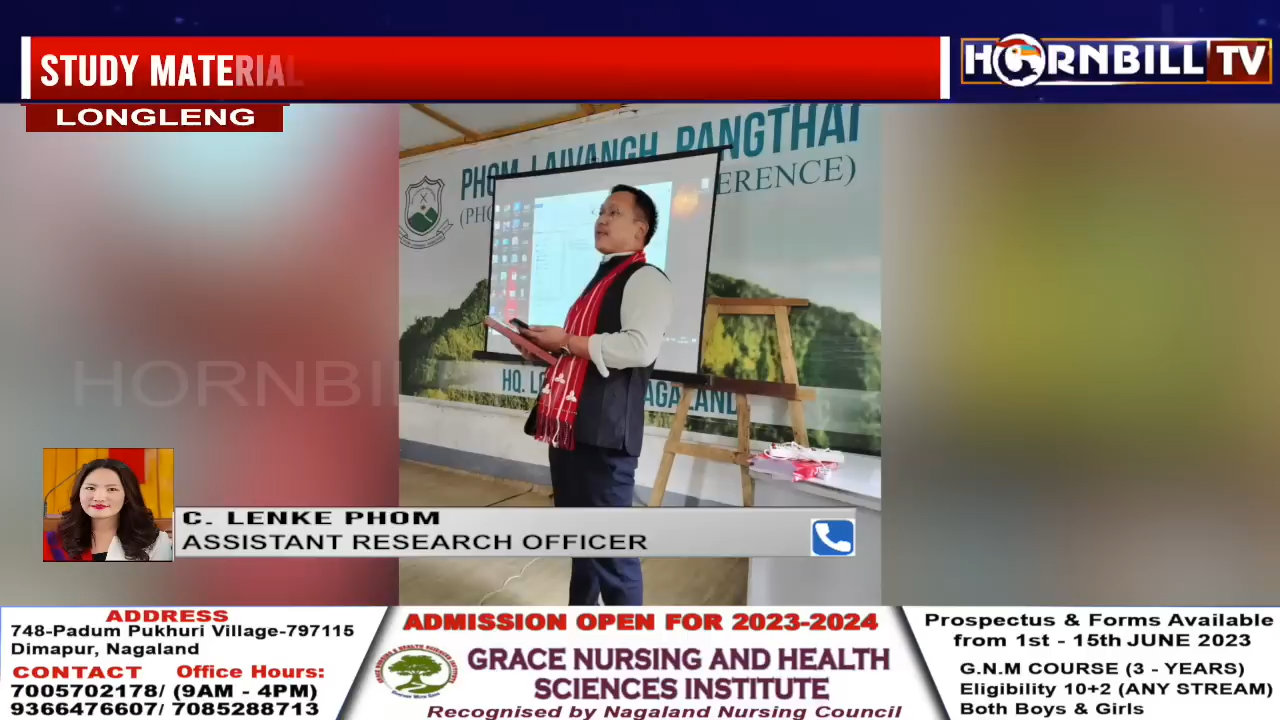 STUDY MATERIAL
HORNBILL TV
LONGLENG
PHOM LAIYANGH PANGTHAI
ERENCE)
HQ.
HORNBILL
C. LENKE PHOM
ASSISTANT RESEARCH OFFICER
ADDRESS
748-Padum Pukhuri Village-797115
Dimapur, Nagaland
CONTACT Office Hours:
7005702178/ (9AM - 4PM)
9366476607/ 7085288713
ADMISSION OPEN FOR 2023-2024
GRACE NURSING AND HEALTH
SCIENCES INSTITUTE
Recognised by Nagaland Nursing Council
Prospectus & Forms Available
from 1st - 15th JUNE 2023
G.N.M COURSE (3 - YEARS)
Eligibility 10+2 (ANY STREAM)
Both Boys & Girls